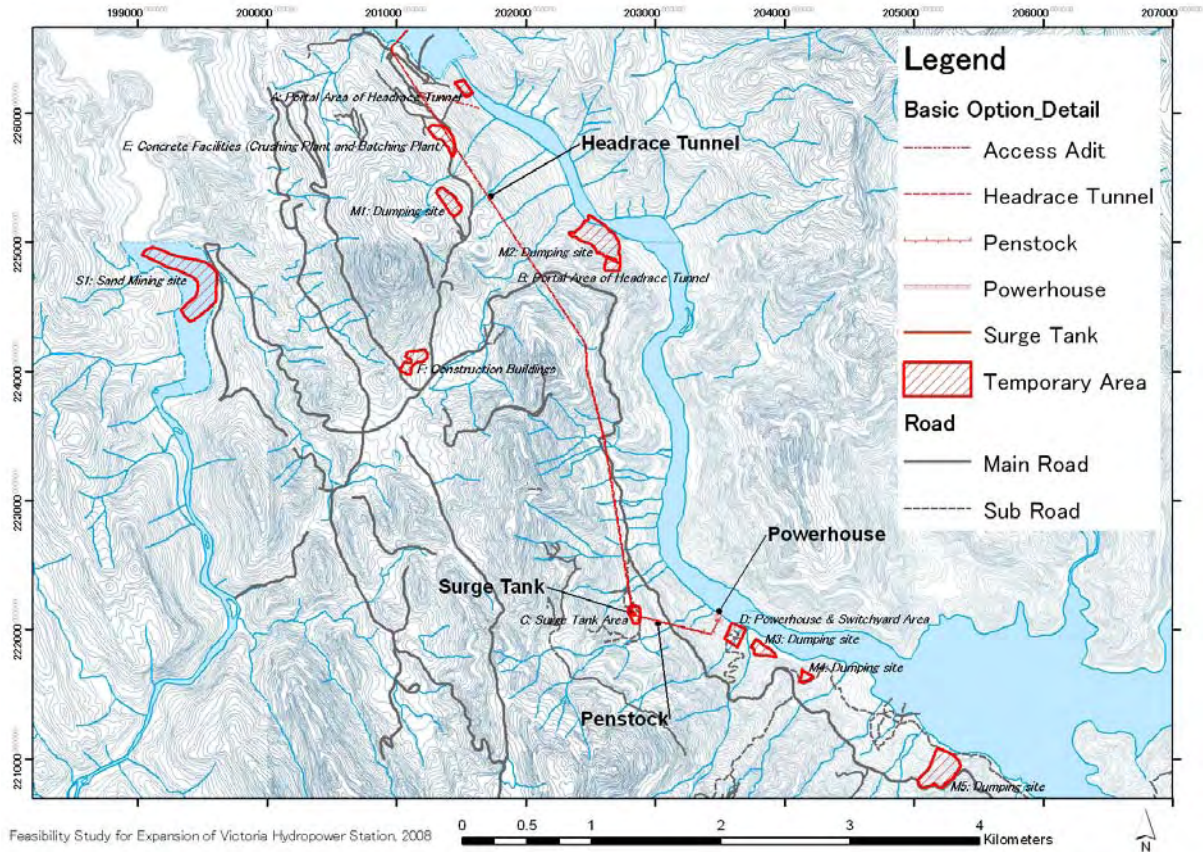 199000 200000 201000 202000 203000 204000 205000 206000 207000
226000
225000
224000
223000
222000
221000
A: Portal Area of Headrace Tunnel
E: Concrete Facilities (Crushing Plant and Batching Plant)
Headrace Tunnel
M1: Dumping site
M2: Dumping site
B: Portal Area of Headrace Tunnel
S1: Sand Mining site
F: Construction Buildings
Powerhouse
Surge Tank
C: Surge Tank Area
D: Powerhouse & Switchyard Area
M3: Dumping site
M4: Dumping site
Penstock
M5: Dumping site
Legend
Basic Option_Detail
Access Adit
Headrace Tunnel
Penstock
Powerhouse
Surge Tank
Temporary Area
Road
Main Road
Sub Road
Feasibility Study for Expansion of Victoria Hydropower Station, 2008
0 0.5 1 2 3 4
Kilometers
N